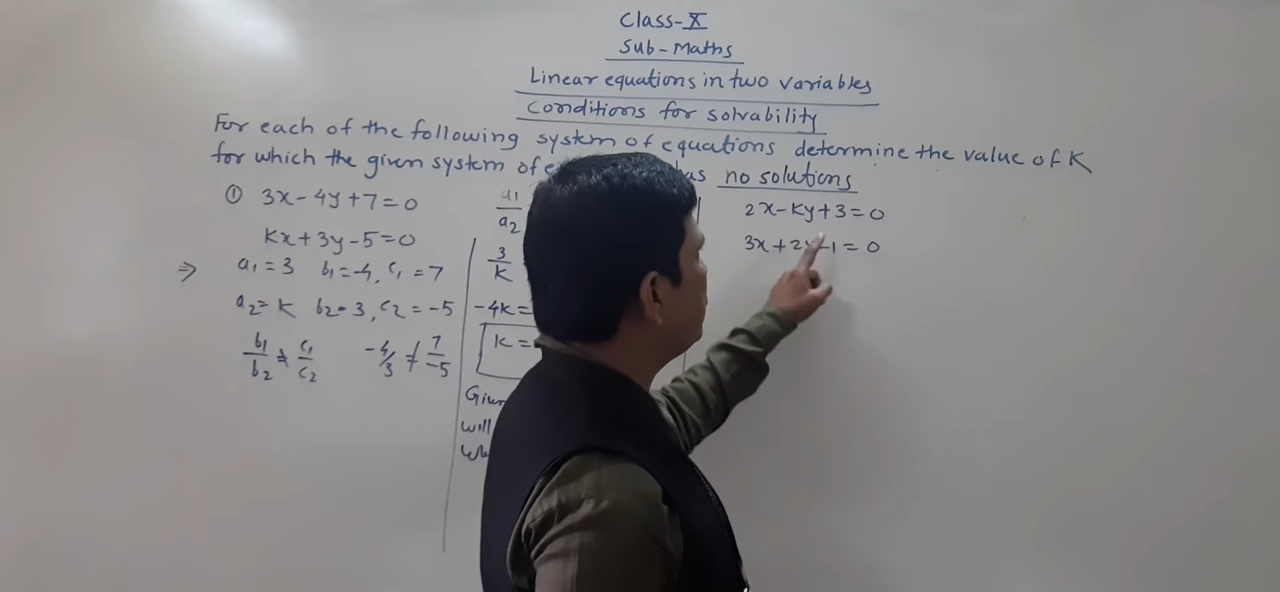 Class-X
Sub-Maths
Linear equations in two variables
Conditions for solvability
For each of the following system of equations determine the value of K
for which the given system of has no solutions
① 3x-4y+7=0
Kx+3y-5=0
⇒ a1=3 b1=-4, c1=7
a2=K b2=3, c2=-5
b1/b2 ≠ c1/c2 -4/3 ≠ 7/-5
a1/a2
3/K
-4K=
K=
will
2x-Ky+3=0
3x+2y-1=0